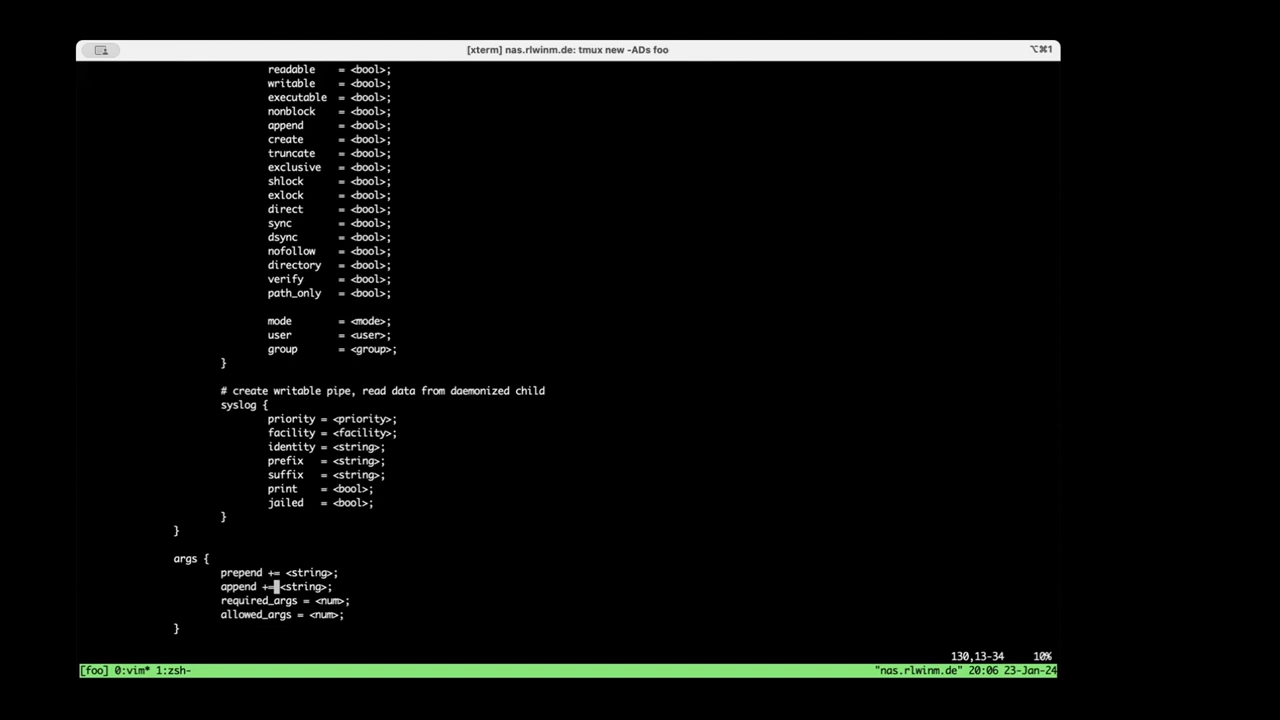 [xterm] nas.rlwinm.de: tmux new -ADs foo
⌥⌘1
readable = <bool>;
writable = <bool>;
executable = <bool>;
nonblock = <bool>;
append = <bool>;
create = <bool>;
truncate = <bool>;
exclusive = <bool>;
shlock = <bool>;
exlock = <bool>;
direct = <bool>;
sync = <bool>;
dsync = <bool>;
nofollow = <bool>;
directory = <bool>;
verify = <bool>;
path_only = <bool>;
mode = <mode>;
user = <user>;
group = <group>;
}
# create writable pipe, read data from daemonized child
syslog {
priority = <priority>;
facility = <facility>;
identity = <string>;
prefix = <string>;
suffix = <string>;
print = <bool>;
jailed = <bool>;
}
}
args {
prepend += <string>;
append += <string>;
required_args = <num>;
allowed_args = <num>;
}
130,13-34 10%
[foo] 0:vim* 1:zsh- "nas.rlwinm.de" 20:06 23-Jan-24